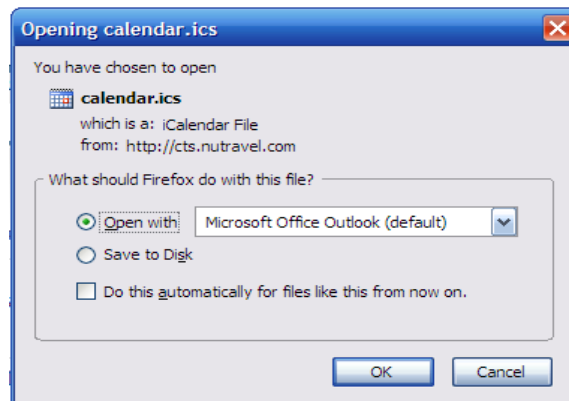 Opening calendar.ics
You have chosen to open
calendar.ics
which is a: iCalendar File
from: http://cts.nutravel.com
What should Firefox do with this file?
Open with Microsoft Office Outlook (default)
Save to Disk
Do this automatically for files like this from now on.
OK Cancel